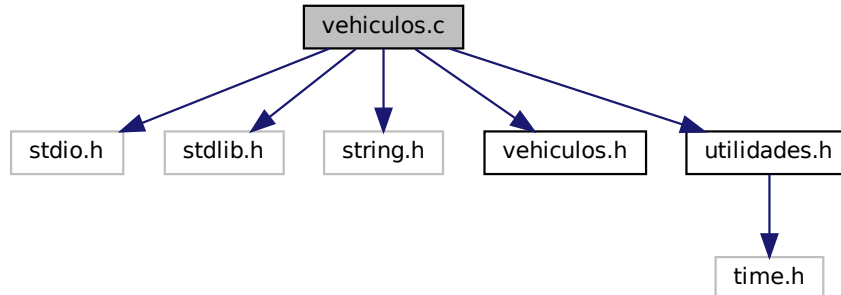 vehiculos.c
stdio.h
stdlib.h
string.h
vehiculos.h
utilidades.h
time.h